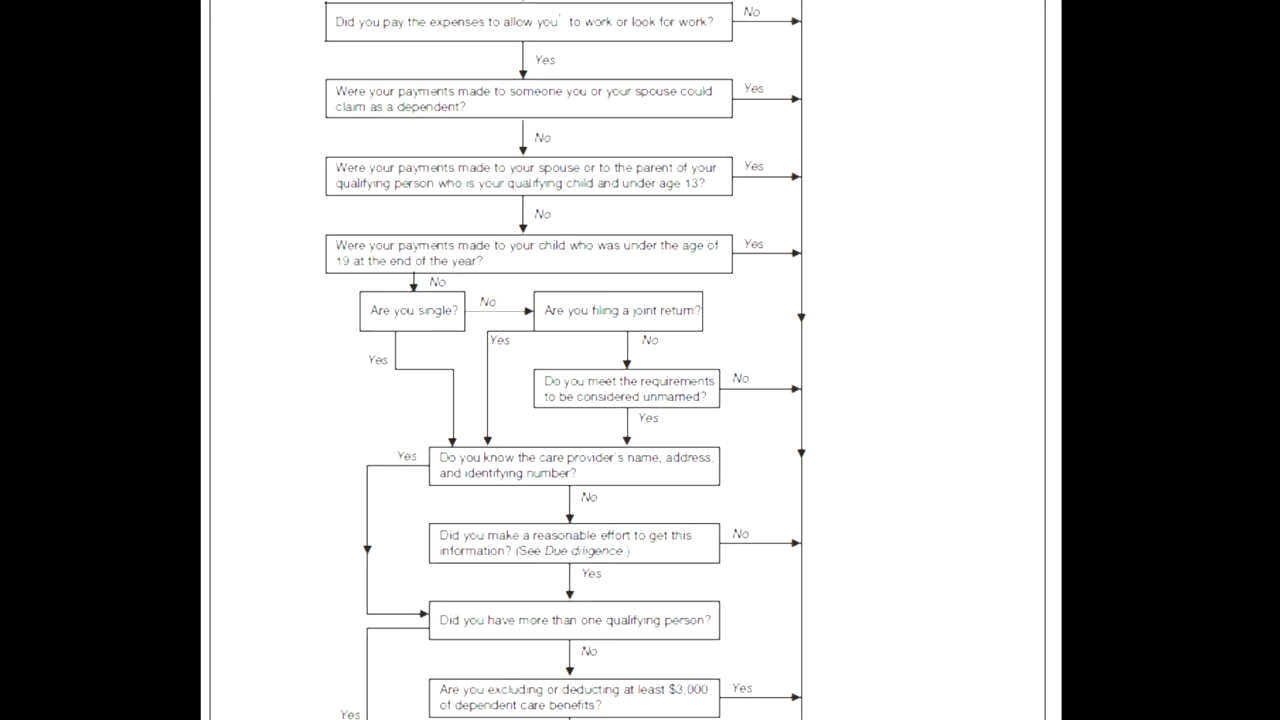 Did you pay the expenses to allow you* to work or look for work?
No
Yes
Were your payments made to someone you or your spouse could
claim as a dependent?
Yes
No
Were your payments made to your spouse or to the parent of your
qualifying person who is your qualifying child and under age 13?
Yes
No
Were your payments made to your child who was under the age of
19 at the end of the year?
Yes
No
Are you single?
No
Are you filing a joint return?
Yes
Yes
No
Do you meet the requirements
to be considered unmarried?
No
Yes
Yes
Do you know the care provider's name, address,
and identifying number?
No
Did you make a reasonable effort to get this
information? (See Due diligence.)
No
Yes
Did you have more than one qualifying person?
No
Are you excluding or deducting at least $3,000
of dependent care benefits?
Yes
Yes